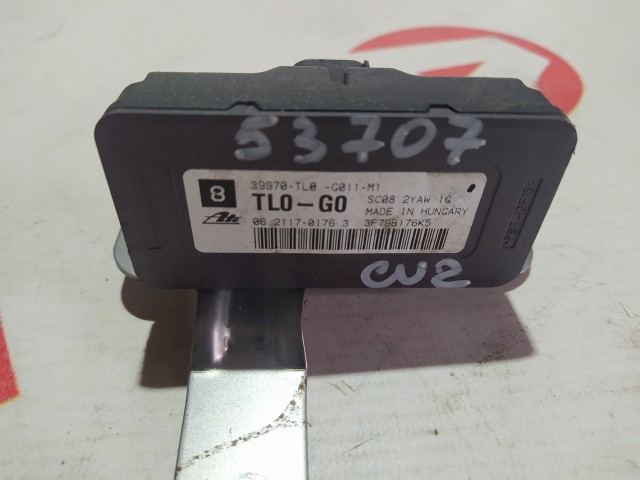 53707
8
39970-TL0 -G011-M1
TL0-G0
SC08 2YAW 1G
MADE IN HUNGARY
Ate
06 2117-0176 3
3F79B176K5
CU2